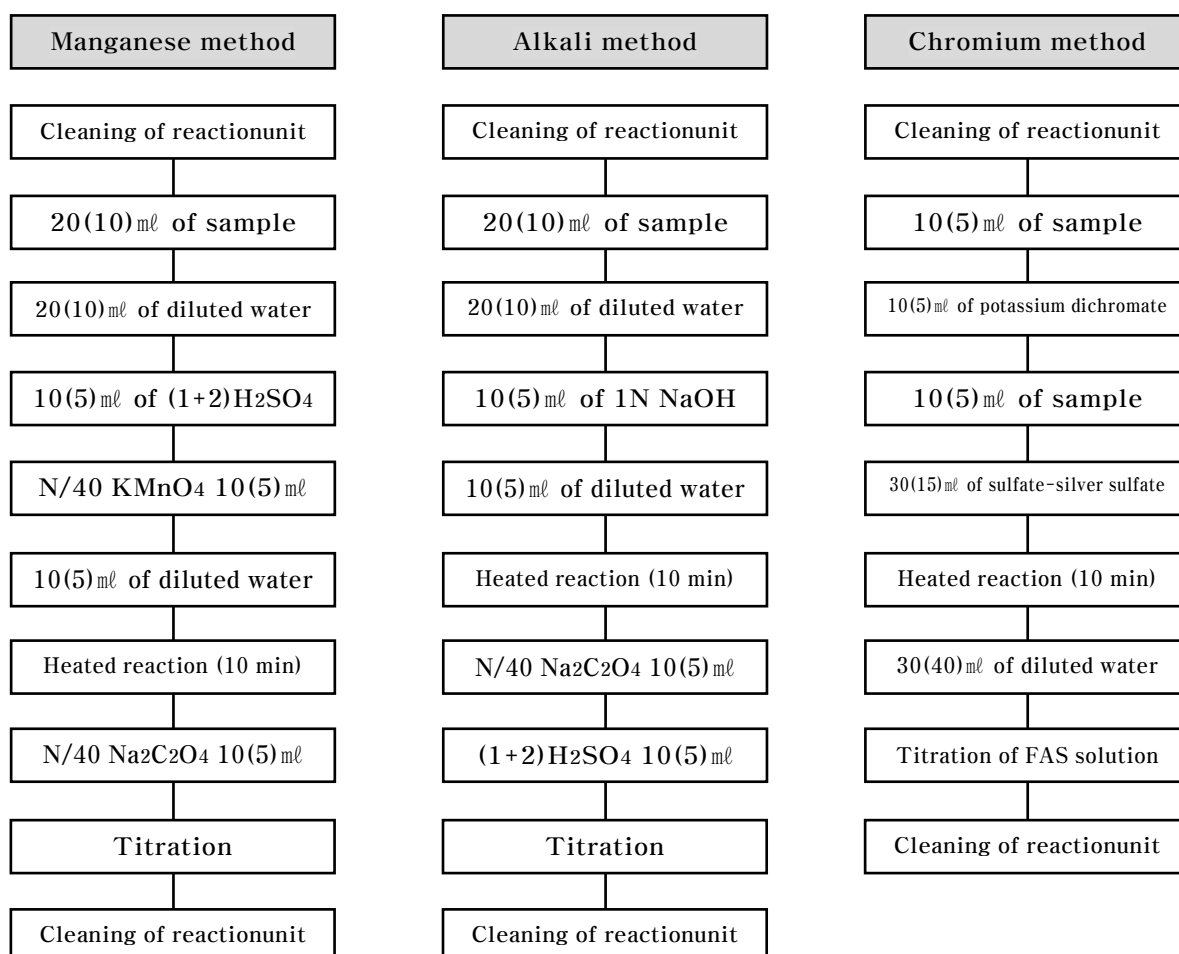 Manganese method
Cleaning of reactionunit
20(10)㎖ of sample
20(10)㎖ of diluted water
10(5)㎖ of (1+2)H2SO4
N/40 KMnO4 10(5)㎖
10(5)㎖ of diluted water
Heated reaction (10 min)
N/40 Na2C2O4 10(5)㎖
Titration
Cleaning of reactionunit
Alkali method
Cleaning of reactionunit
20(10)㎖ of sample
20(10)㎖ of diluted water
10(5)㎖ of 1N NaOH
10(5)㎖ of diluted water
Heated reaction (10 min)
N/40 Na2C2O4 10(5)㎖
(1+2)H2SO4 10(5)㎖
Titration
Cleaning of reactionunit
Chromium method
Cleaning of reactionunit
10(5)㎖ of sample
10(5)㎖ of potassium dichromate
10(5)㎖ of sample
30(15)㎖ of sulfate-silver sulfate
Heated reaction (10 min)
30(40)㎖ of diluted water
Titration of FAS solution
Cleaning of reactionunit